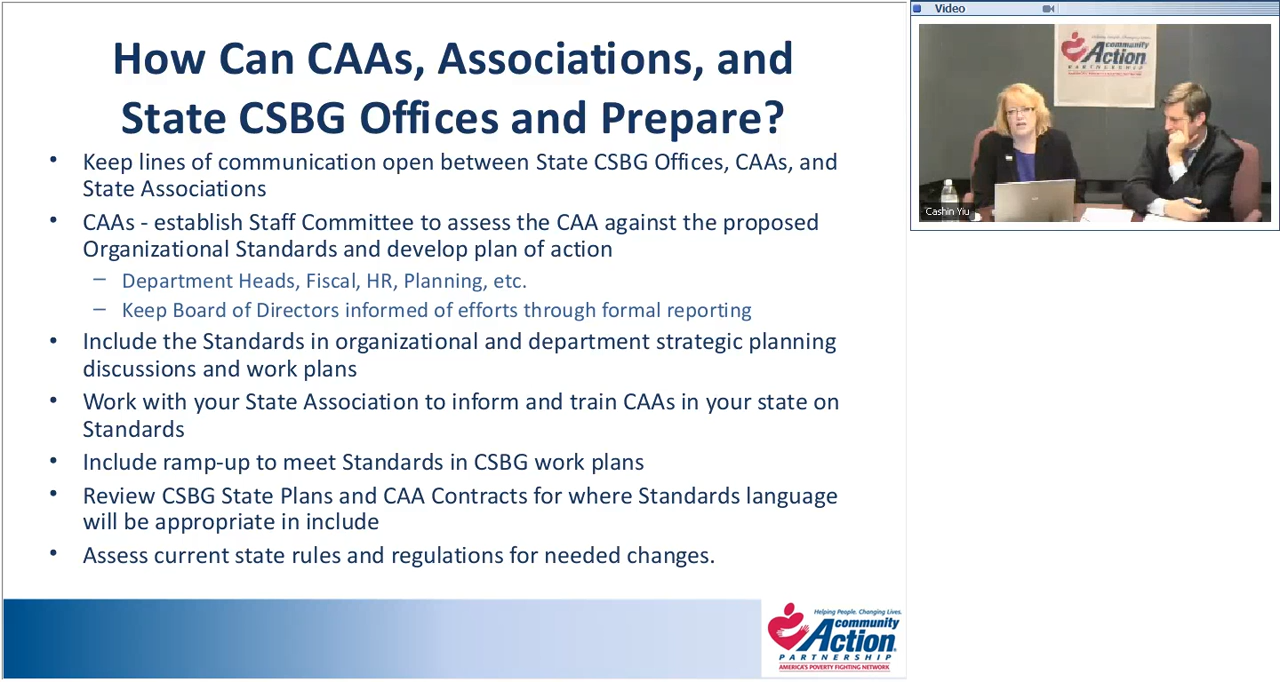 How Can CAAs, Associations, and
State CSBG Offices and Prepare?
• Keep lines of communication open between State CSBG Offices, CAAs, and
State Associations
• CAAs - establish Staff Committee to assess the CAA against the proposed
Organizational Standards and develop plan of action
– Department Heads, Fiscal, HR, Planning, etc.
– Keep Board of Directors informed of efforts through formal reporting
• Include the Standards in organizational and department strategic planning
discussions and work plans
• Work with your State Association to inform and train CAAs in your state on
Standards
• Include ramp-up to meet Standards in CSBG work plans
• Review CSBG State Plans and CAA Contracts for where Standards language
will be appropriate in include
• Assess current state rules and regulations for needed changes.
Helping People. Changing Lives.
community
Action
PARTNERSHIP
AMERICA'S POVERTY FIGHTING NETWORK
Video
Helping People. Changing Lives.
community
Action
PARTNERSHIP
Cashin Yiu